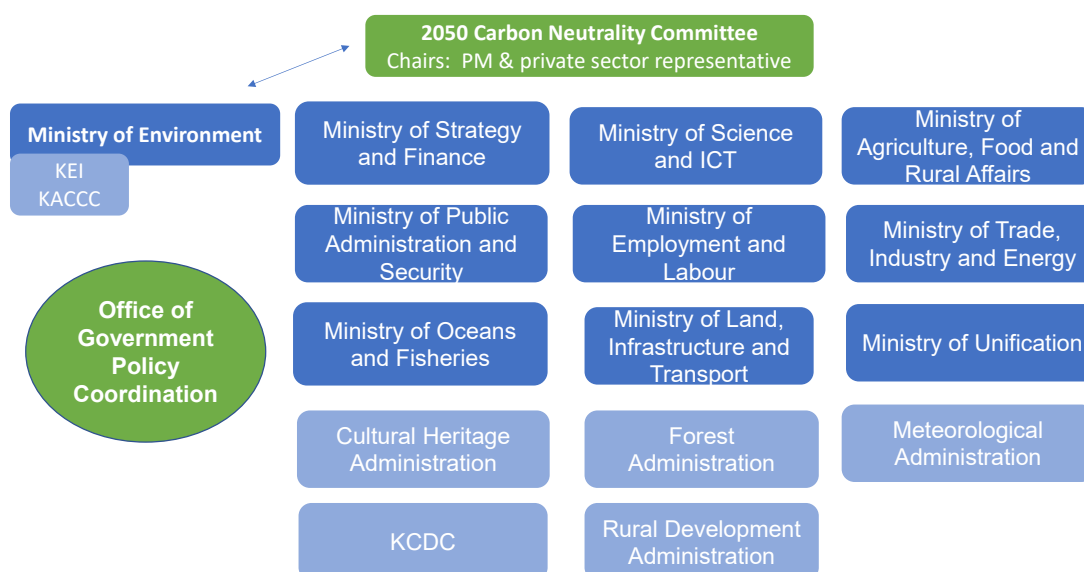 2050 Carbon Neutrality Committee
Chairs: PM & private sector representative
Ministry of Environment
KEI
KACCC
Ministry of Strategy
and Finance
Ministry of Science
and ICT
Ministry of
Agriculture, Food and
Rural Affairs
Ministry of Public
Administration and
Security
Ministry of
Employment and
Labour
Ministry of Trade,
Industry and Energy
Office of
Government
Policy
Coordination
Ministry of Oceans
and Fisheries
Ministry of Land,
Infrastructure and
Transport
Ministry of Unification
Cultural Heritage
Administration
Forest
Administration
Meteorological
Administration
KCDC
Rural Development
Administration